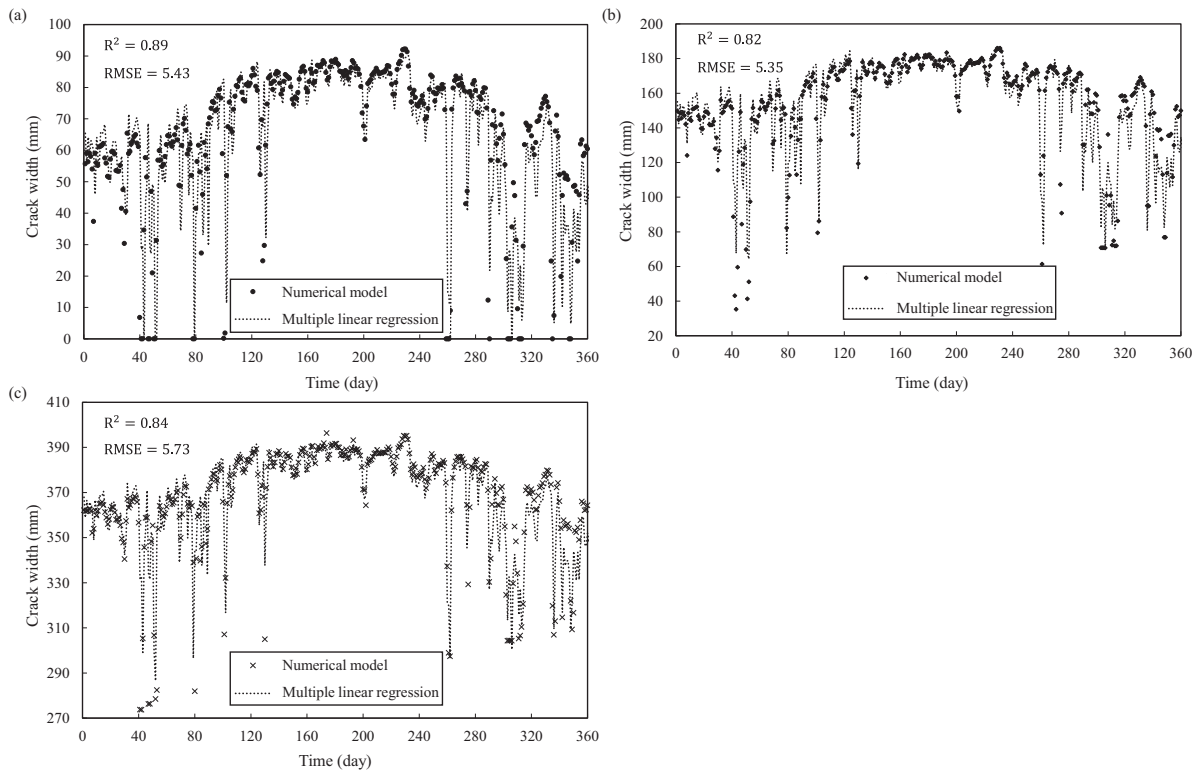 (a)
100
90
80
70
60
50
40
30
20
10
0
Crack width (mm)
R² = 0.89
RMSE = 5.43
Numerical model
Multiple linear regression
0 40 80 120 160 200 240 280 320 360
Time (day)
(b)
200
180
160
140
120
100
80
60
40
20
Crack width (mm)
R² = 0.82
RMSE = 5.35
Numerical model
Multiple linear regression
0 40 80 120 160 200 240 280 320 360
Time (day)
(c)
410
390
370
350
330
310
290
270
Crack width (mm)
R² = 0.84
RMSE = 5.73
Numerical model
Multiple linear regression
0 40 80 120 160 200 240 280 320 360
Time (day)